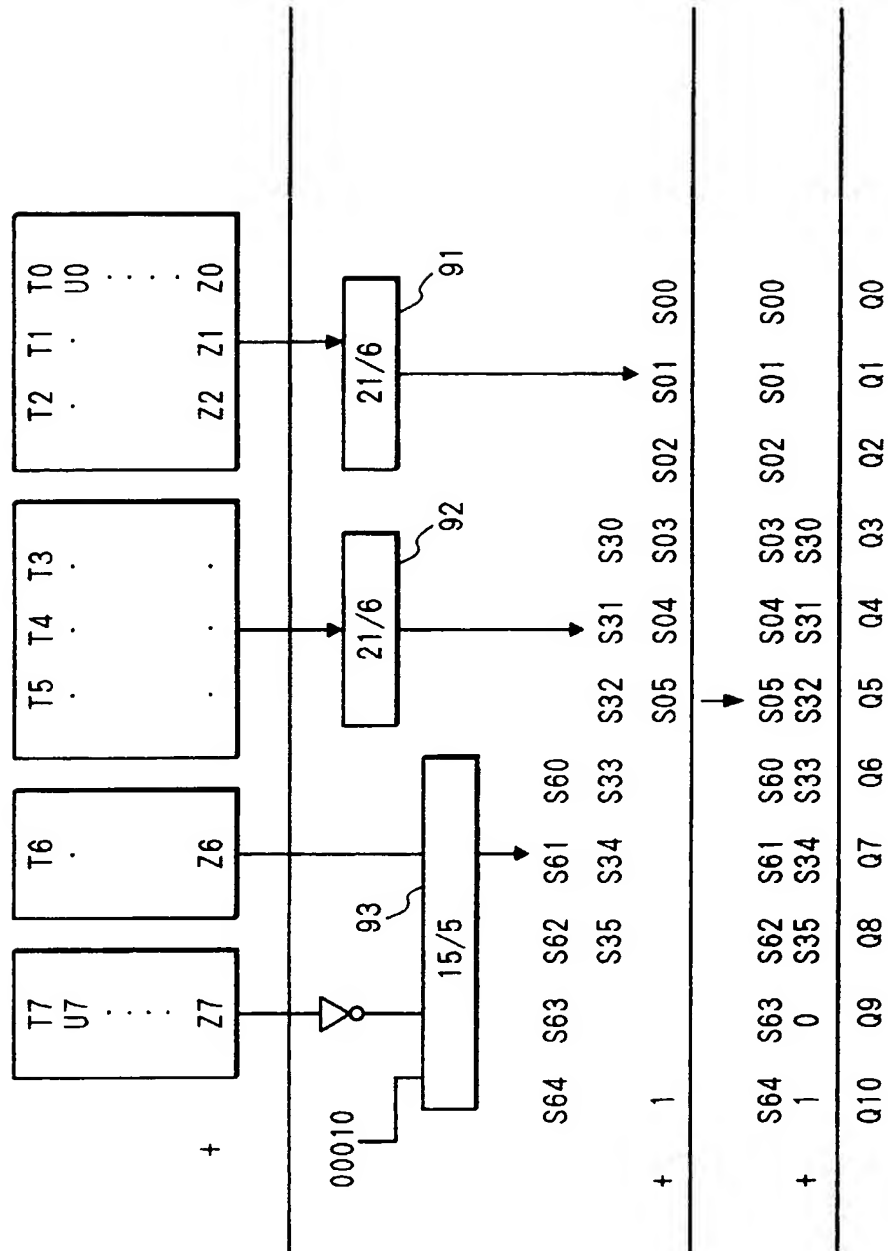 T7 T6 T5 T4 T3 T2 T1 T0
U7 . . . . . U0
+ Z7 Z6 . . Z2 Z1 Z0
00010
21/6 21/6
93
15/5 92 91
S64 S63 S62 S61 S60
S35 S34 S33 S32 S31 S30
+ 1 S05 S04 S03 S02 S01 S00
S64 S63 S62 S61 S60 S05 S04 S03 S02 S01 S00
+ 1 0 S35 S34 S33 S32 S31 S30
Q10 Q9 Q8 Q7 Q6 Q5 Q4 Q3 Q2 Q1 Q0